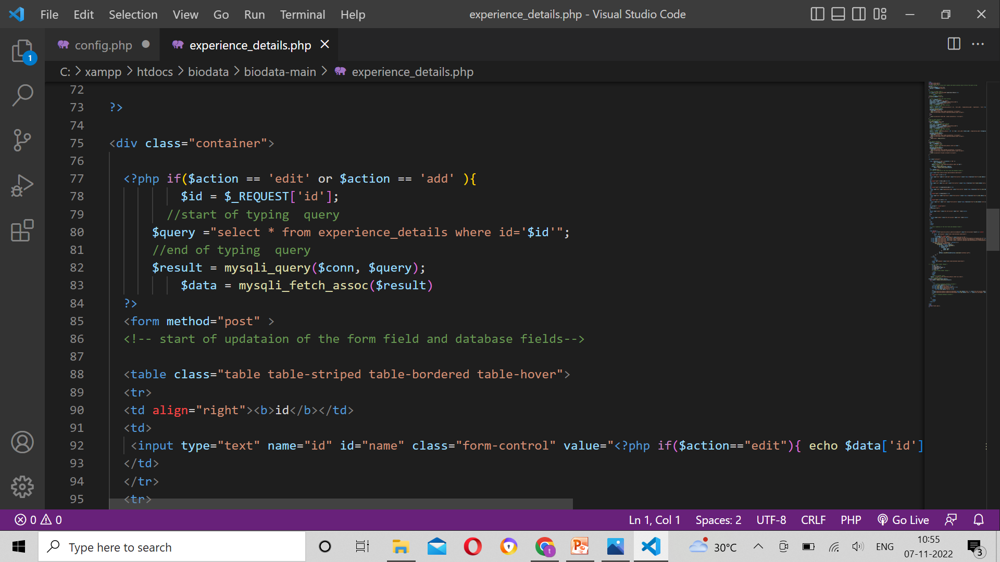 File Edit Selection View Go Run Terminal Help experience_details.php - Visual Studio Code
config.php experience_details.php
1
C: > xampp > htdocs > biodata > biodata-main > experience_details.php
72
73 ?>
74
75 <div class="container">
76
77 <?php if($action == 'edit' or $action == 'add' ){
78 $id = $_REQUEST['id'];
79 //start of typing  query
80 $query ="select * from experience_details where id='$id'";
81 //end of typing  query
82 $result = mysqli_query($conn, $query);
83 $data = mysqli_fetch_assoc($result)
84 ?>
85 <form method="post" >
86 <!-- start of updataion of the form field and database fields-->
87
88 <table class="table table-striped table-bordered table-hover">
89 <tr>
90 <td align="right"><b>id</b></td>
91 <td>
92 <input type="text" name="id" id="name" class="form-control" value="<?php if($action=="edit"){ echo $data['id']
93 </td>
94 </tr>
95 <tr>
0 0 Ln 1, Col 1 Spaces: 2 UTF-8 CRLF PHP Go Live
Type here to search 30°C ENG 10:55
07-11-2022 3